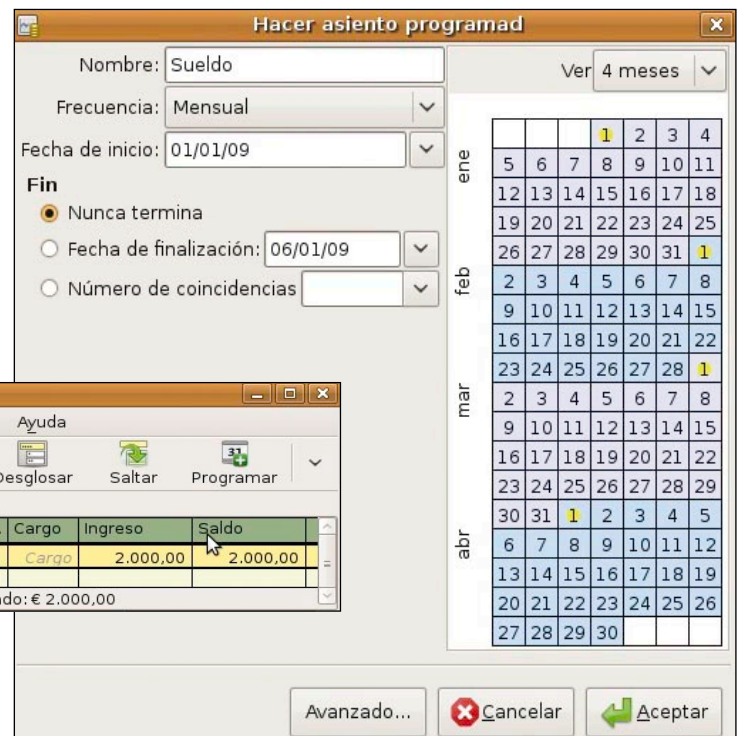 Hacer asiento programad
Nombre: Sueldo
Frecuencia: Mensual
Fecha de inicio: 01/01/09
Fin
Nunca termina
Fecha de finalización: 06/01/09
Número de coincidencias
Ver 4 meses
ene
1 2 3 4
5 6 7 8 9 10 11
12 13 14 15 16 17 18
19 20 21 22 23 24 25
26 27 28 29 30 31 1
feb
2 3 4 5 6 7 8
9 10 11 12 13 14 15
16 17 18 19 20 21 22
23 24 25 26 27 28 1
mar
2 3 4 5 6 7 8
9 10 11 12 13 14 15
16 17 18 19 20 21 22
23 24 25 26 27 28 29
30 31 1 2 3 4 5
abr
6 7 8 9 10 11 12
13 14 15 16 17 18 19
20 21 22 23 24 25 26
27 28 29 30
Ayuda
Desglosar Saltar Programar
Cargo Ingreso Saldo
Cargo 2.000,00 2.000,00
do: € 2.000,00
Avanzado... Cancelar Aceptar